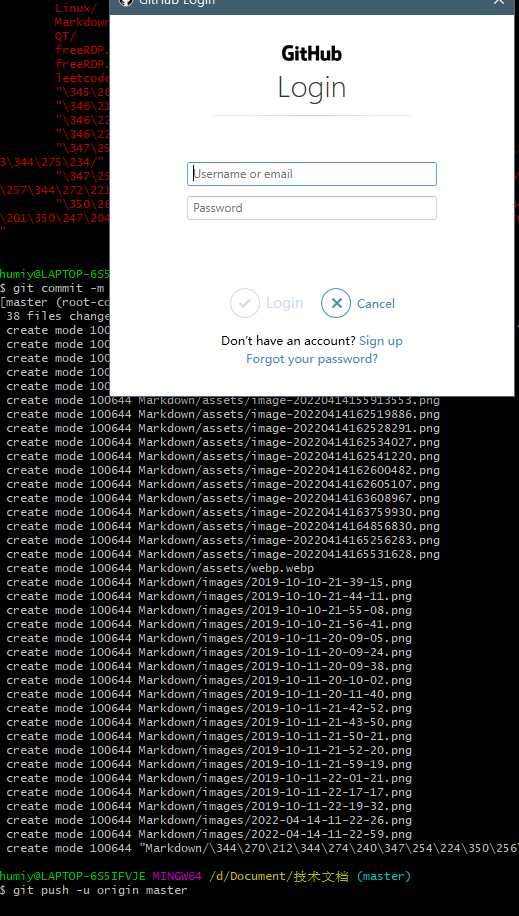 GitHub Login
Linux/
Markdown
QT/
freeRDP.
freeRDP.
leetcode
"\345\20
"\346\21
"\346\22
"\346\22
"\347\25
3\344\275\234/"
"\347\25
\257\344\272\221
"\350\26
\201\350\247\204
"
GitHub
Login
Username or email
Password
Login
Cancel
Don't have an account? Sign up
Forgot your password?
humiy@LAPTOP-6S5
$ git commit -m
[master (root-co
38 files change
create mode 100
create mode 100
create mode 100
create mode 100
create mode 100
create mode 100644 Markdown/assets/image-20220414155913553.png
create mode 100644 Markdown/assets/image-20220414162519886.png
create mode 100644 Markdown/assets/image-20220414162528291.png
create mode 100644 Markdown/assets/image-20220414162534027.png
create mode 100644 Markdown/assets/image-20220414162541220.png
create mode 100644 Markdown/assets/image-20220414162600482.png
create mode 100644 Markdown/assets/image-20220414162605107.png
create mode 100644 Markdown/assets/image-20220414163608967.png
create mode 100644 Markdown/assets/image-20220414163759930.png
create mode 100644 Markdown/assets/image-20220414164856830.png
create mode 100644 Markdown/assets/image-20220414165256283.png
create mode 100644 Markdown/assets/image-20220414165531628.png
create mode 100644 Markdown/assets/webp.webp
create mode 100644 Markdown/images/2019-10-10-21-39-15.png
create mode 100644 Markdown/images/2019-10-10-21-44-11.png
create mode 100644 Markdown/images/2019-10-10-21-55-08.png
create mode 100644 Markdown/images/2019-10-10-21-56-41.png
create mode 100644 Markdown/images/2019-10-11-20-09-05.png
create mode 100644 Markdown/images/2019-10-11-20-09-24.png
create mode 100644 Markdown/images/2019-10-11-20-09-38.png
create mode 100644 Markdown/images/2019-10-11-20-10-02.png
create mode 100644 Markdown/images/2019-10-11-20-11-40.png
create mode 100644 Markdown/images/2019-10-11-21-42-52.png
create mode 100644 Markdown/images/2019-10-11-21-43-50.png
create mode 100644 Markdown/images/2019-10-11-21-50-21.png
create mode 100644 Markdown/images/2019-10-11-21-52-20.png
create mode 100644 Markdown/images/2019-10-11-21-59-19.png
create mode 100644 Markdown/images/2019-10-11-22-01-21.png
create mode 100644 Markdown/images/2019-10-11-22-17-17.png
create mode 100644 Markdown/images/2019-10-11-22-19-32.png
create mode 100644 Markdown/images/2022-04-14-11-22-26.png
create mode 100644 Markdown/images/2022-04-14-11-22-59.png
create mode 100644 "Markdown/\344\270\212\344\274\240\347\254\224\350\256\
humiy@LAPTOP-6S5IFVJE MINGW64 /d/Document/技术文档 (master)
$ git push -u origin master